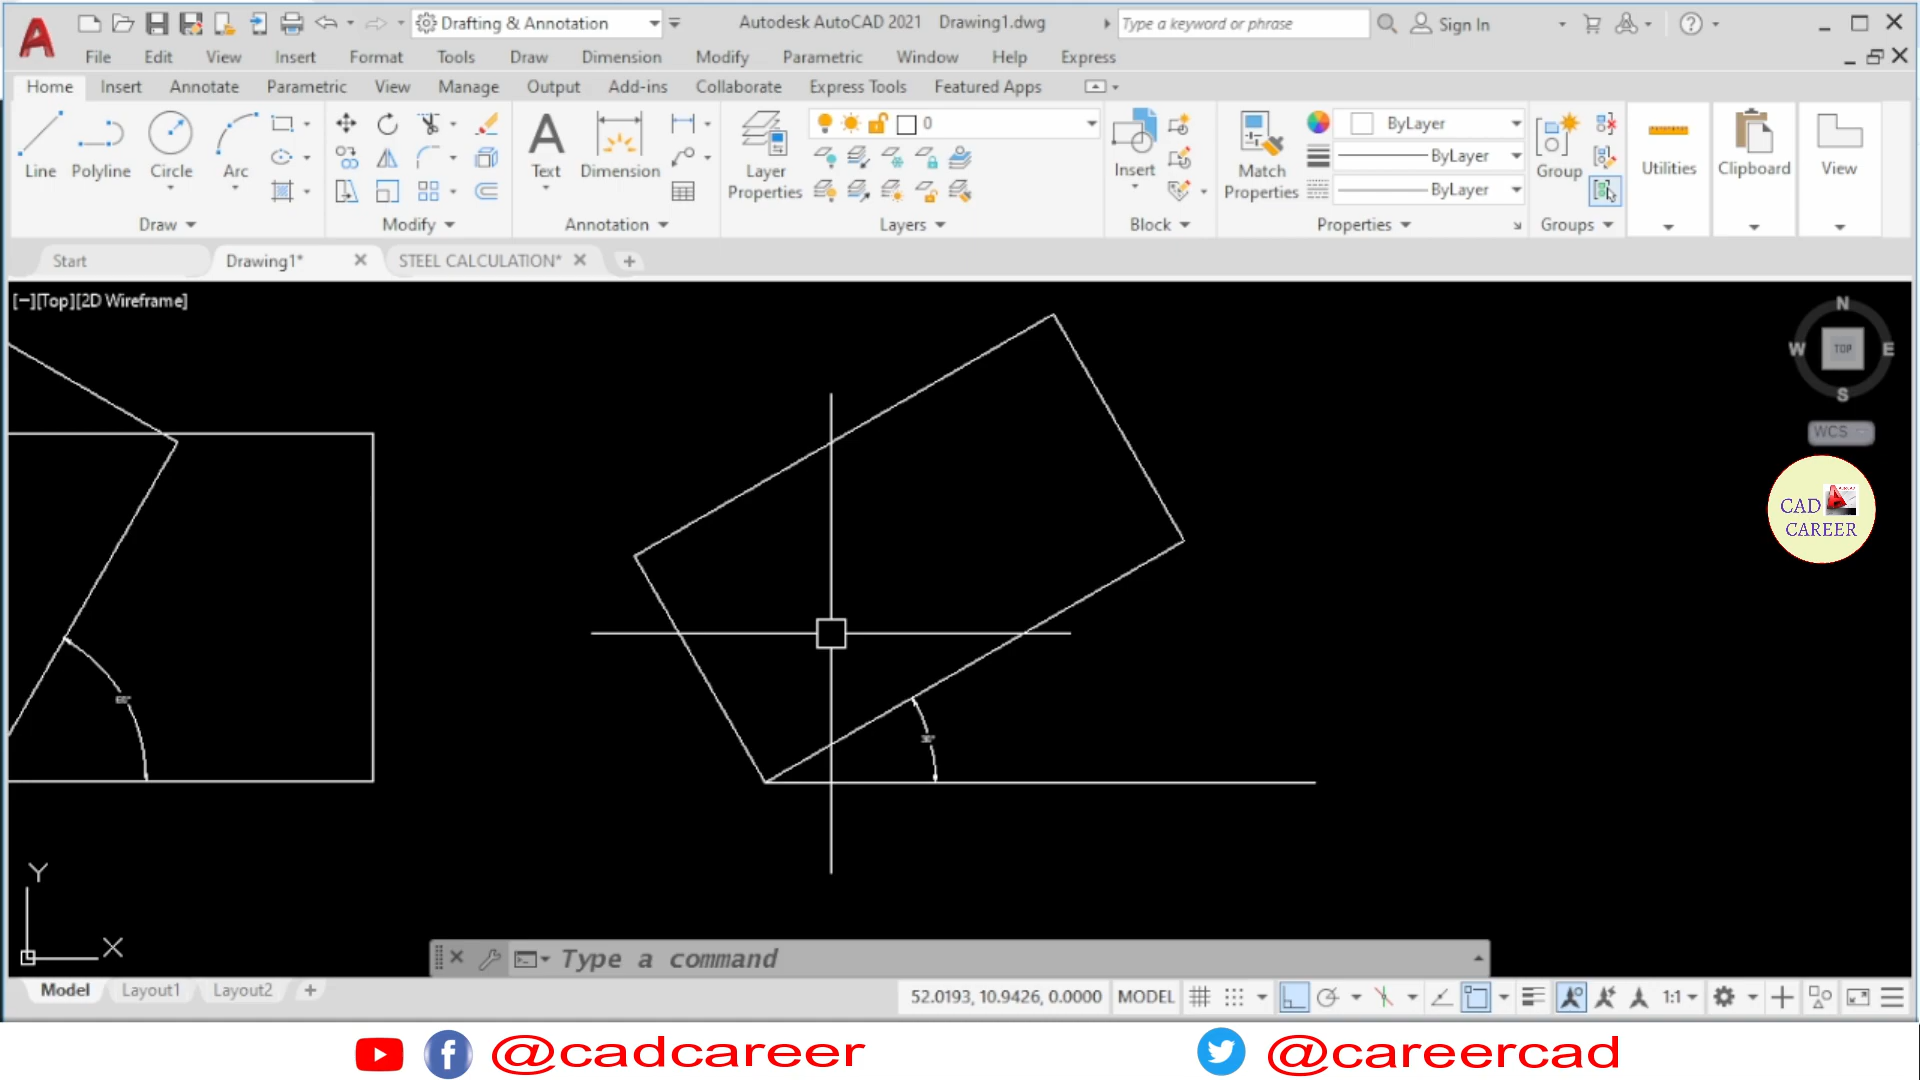 Drafting & Annotation
Autodesk AutoCAD 2021 Drawing1.dwg
Type a keyword or phrase
Sign In
File Edit View Insert Format Tools Draw Dimension Modify Parametric Window Help Express
Home Insert Annotate Parametric View Manage Output Add-ins Collaborate Express Tools Featured Apps
0
ByLayer
ByLayer
ByLayer
Line Polyline Circle Arc
Text Dimension
Layer Properties
Insert
Match Properties
Group
Utilities Clipboard View
Draw Modify Annotation Layers Block Properties Groups
Start Drawing1* STEEL CALCULATION*
[−][Top][2D Wireframe]
N
W TOP E
S
WCS
CAD
CAREER
Y
X
Type a command
Model Layout1 Layout2
52.0193, 10.9426, 0.0000 MODEL 1:1
@cadcareer
@careercad